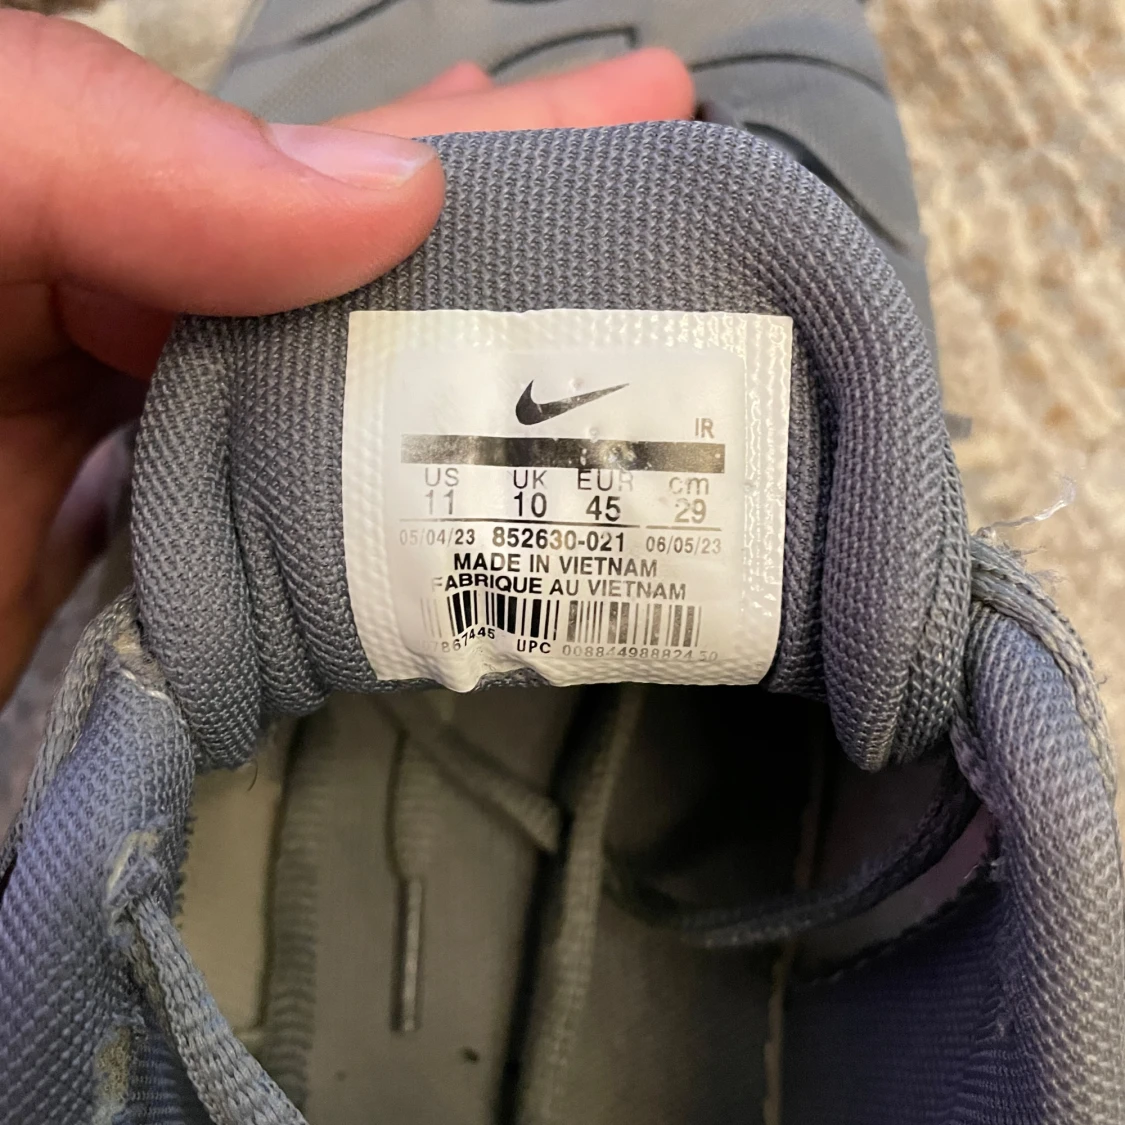 IR
US UK EUR cm
11 10 45 29
05/04/23 852630-021 06/05/23
MADE IN VIETNAM
FABRIQUE AU VIETNAM
UPC